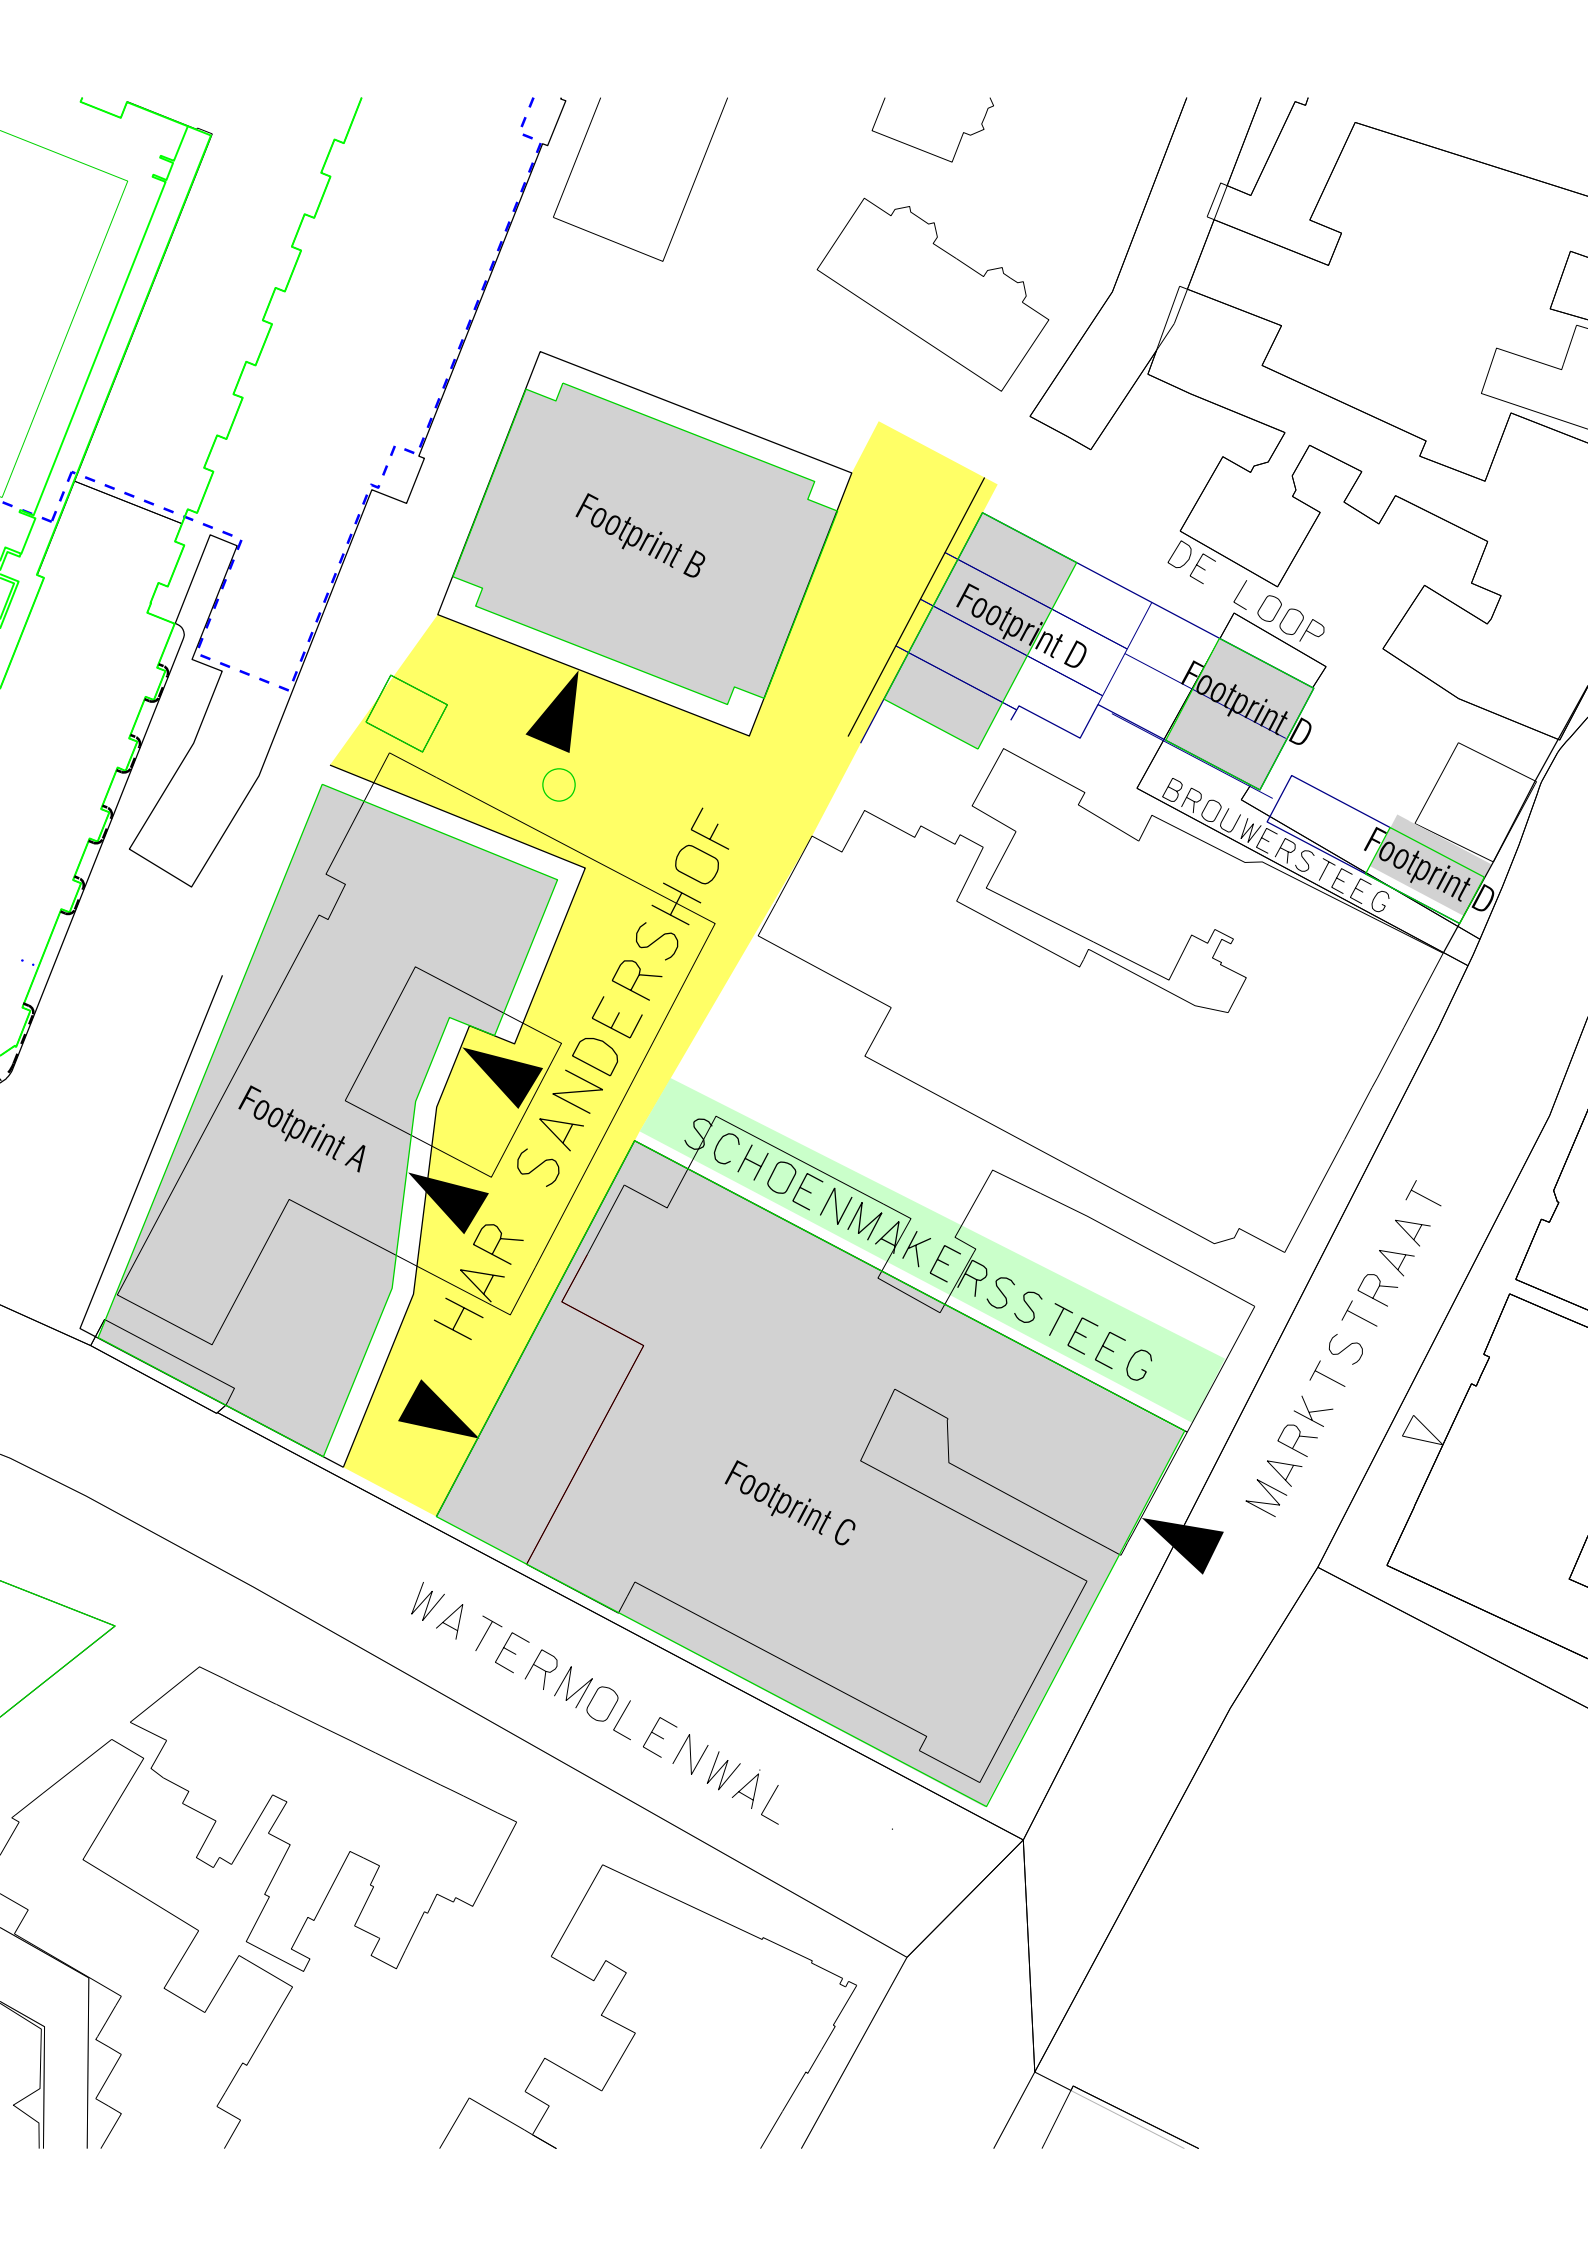 Footprint B
Footprint D
DE LOOP
Footprint D
BROUWERSTEEG
Footprint D
HAR SANDERSHOF
Footprint A
SCHOENMAKERSSTEEG
MARKTSTRAAT
Footprint C
WATERMOLENWAL